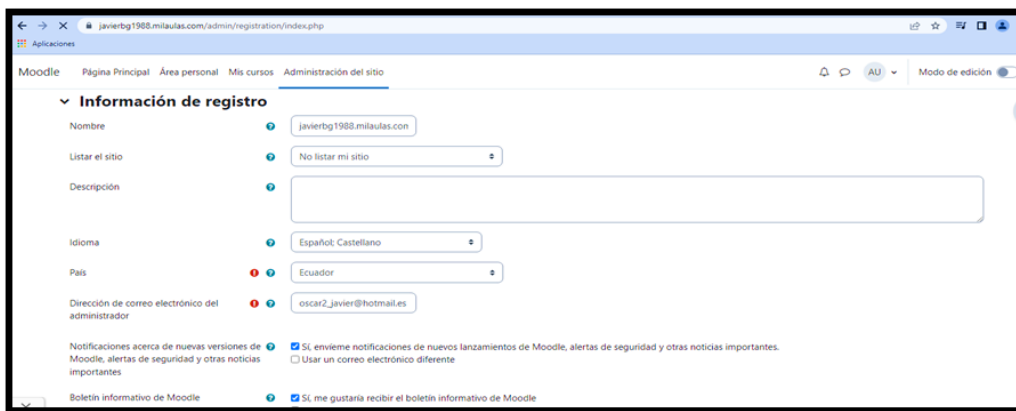 javierbg1988.milaulas.com/admin/registration/index.php
Aplicaciones
Moodle Página Principal Área personal Mis cursos Administración del sitio AU Modo de edición
Información de registro
Nombre javierbg1988.milaulas.con
Listar el sitio No listar mi sitio
Descripción
Idioma Español; Castellano
País Ecuador
Dirección de correo electrónico del oscar2_javier@hotmail.es
administrador
Notificaciones acerca de nuevas versiones de Sí, envíeme notificaciones de nuevos lanzamientos de Moodle, alertas de seguridad y otras noticias importantes.
Moodle, alertas de seguridad y otras noticias Usar un correo electrónico diferente
importantes
Boletín informativo de Moodle Sí, me gustaría recibir el boletín informativo de Moodle